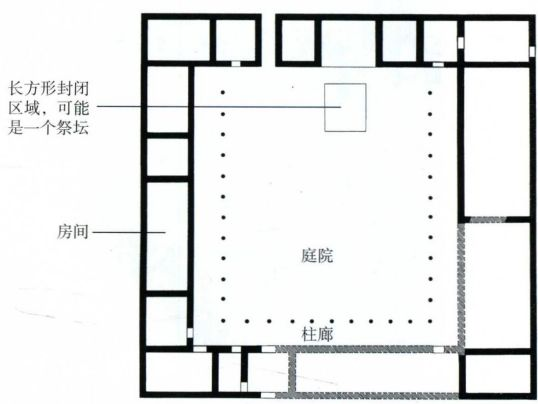 长方形封闭
区域，可能
是一个祭坛
房间
庭院
柱廊